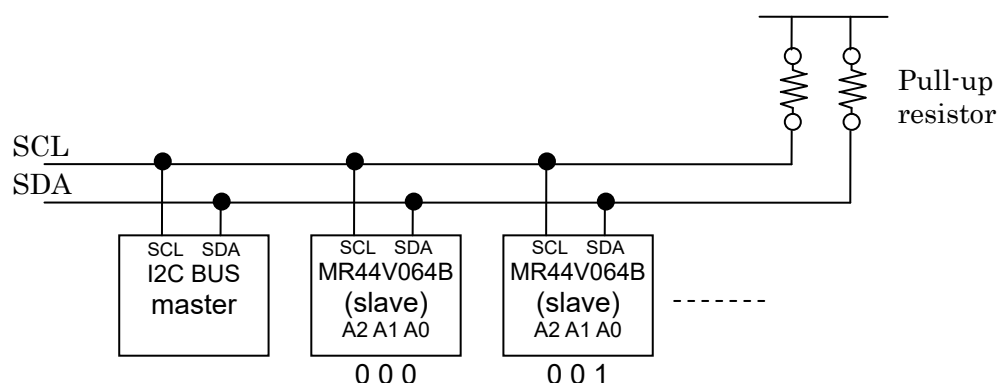 Pull-up
resistor
SCL
SDA
SCL SDA
I2C BUS
master
SCL SDA
MR44V064B
(slave)
A2 A1 A0
0 0 0
SCL SDA
MR44V064B
(slave)
A2 A1 A0
0 0 1